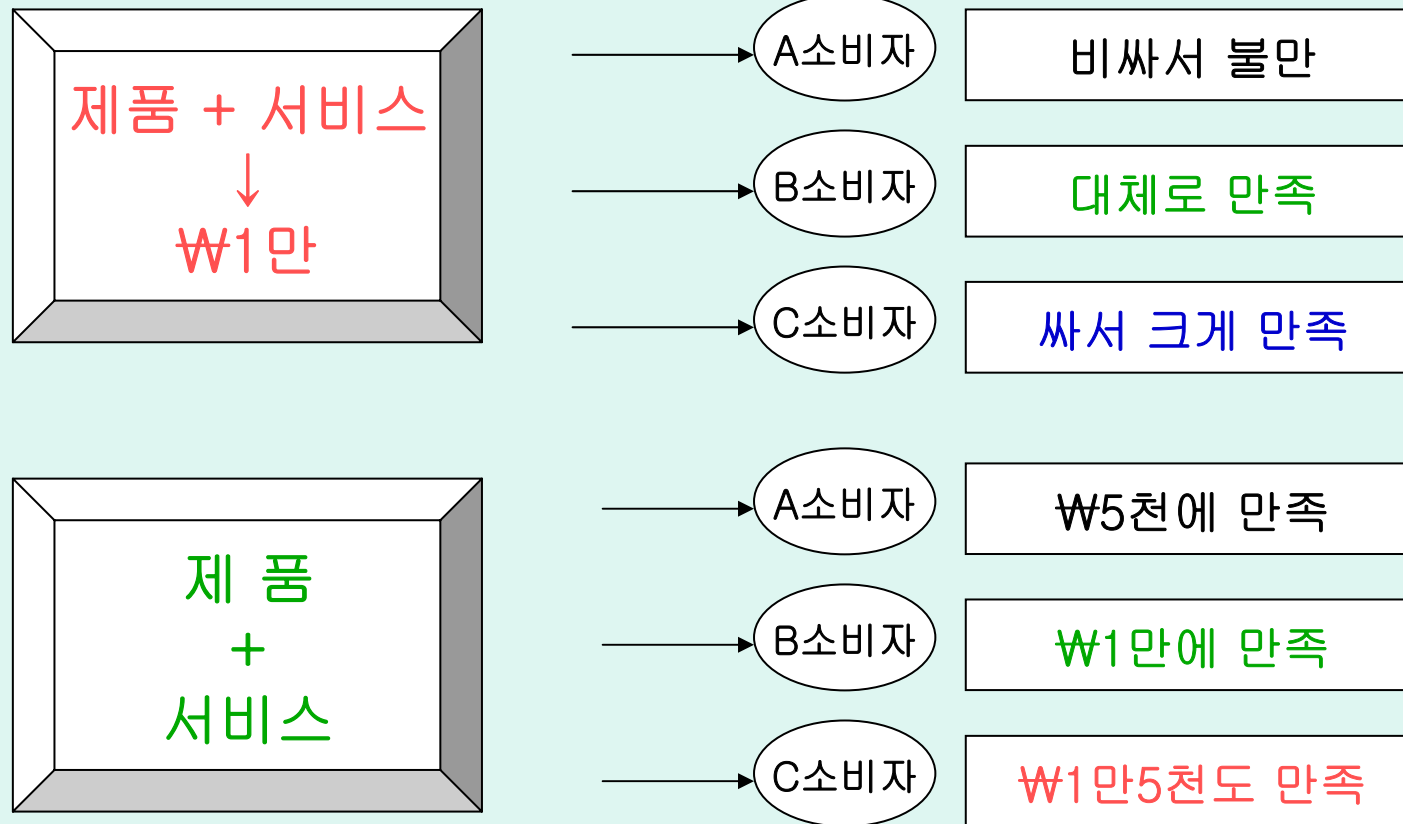 제품 + 서비스
↓
₩1만
A소비자
비싸서 불만
B소비자
대체로 만족
C소비자
싸서 크게 만족
제 품
+
서비스
A소비자
₩5천에 만족
B소비자
₩1만에 만족
C소비자
₩1만5천도 만족